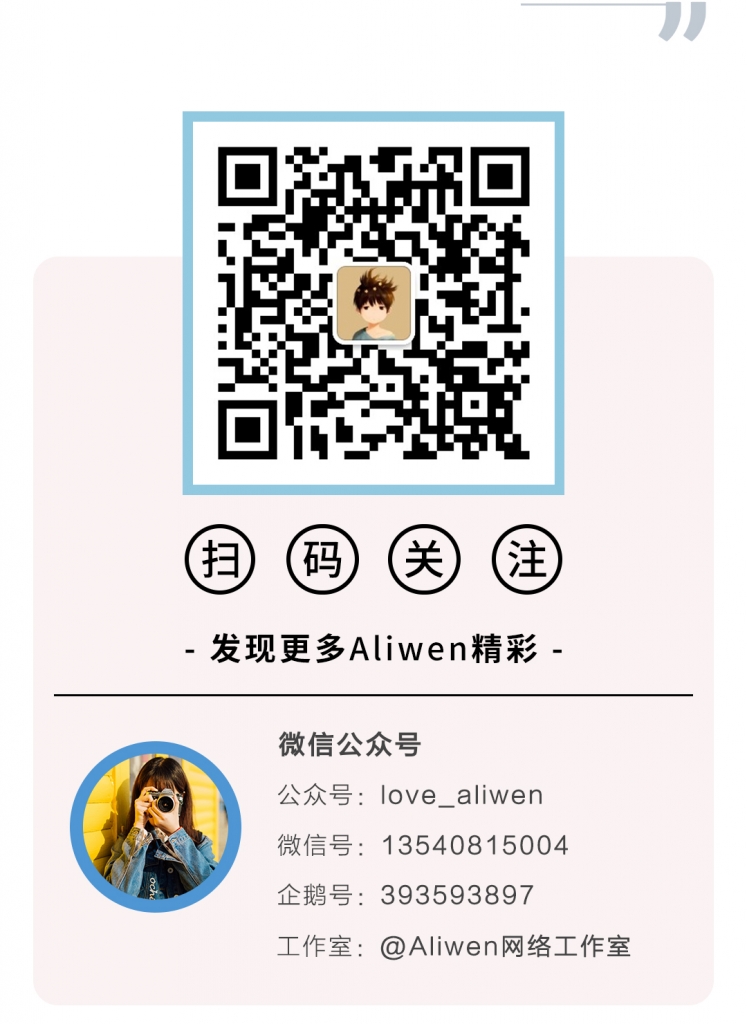 ”
扫码关注
- 发现更多Aliwen精彩 -
微信公众号
公众号：love_aliwen
微信号：13540815004
企鹅号：393593897
工作室：@Aliwen网络工作室